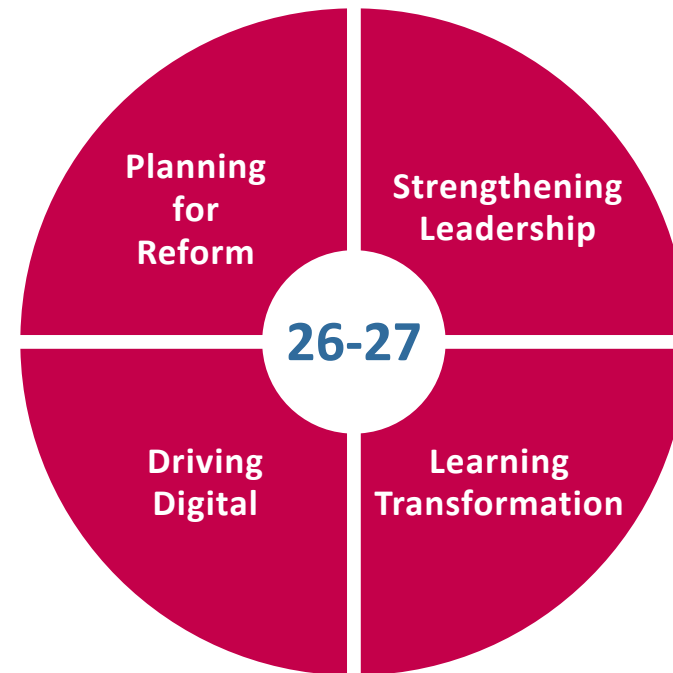 Planning
for
Reform
Strengthening
Leadership
26-27
Driving
Digital
Learning
Transformation